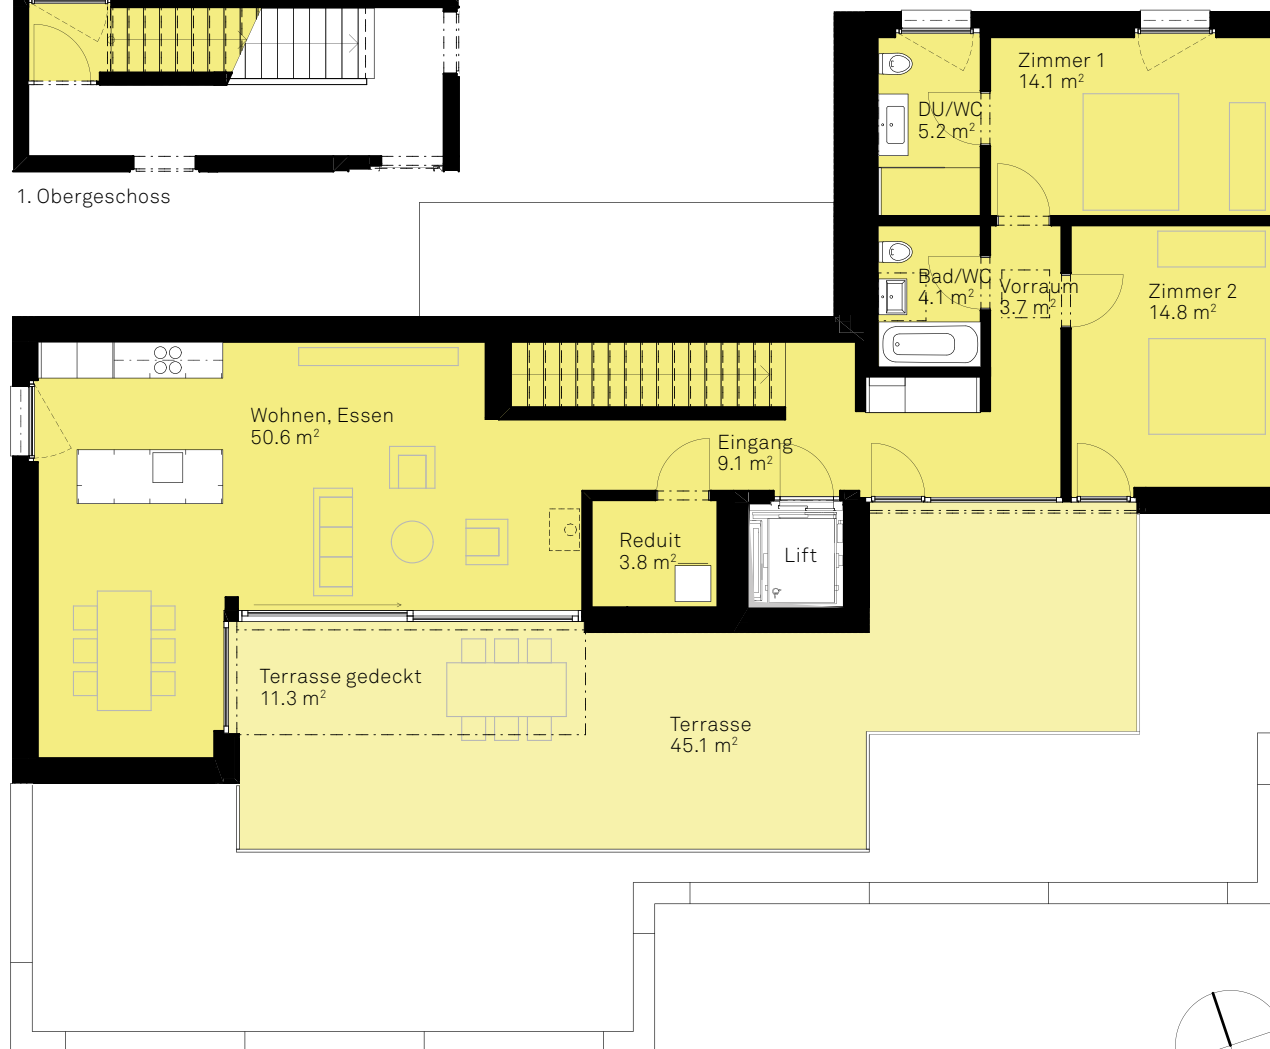 1. Obergeschoss
Zimmer 1
14.1 m²
DU/WC
5.2 m²
Bad/WC
4.1 m²
Vorraum
3.7 m²
Zimmer 2
14.8 m²
Wohnen, Essen
50.6 m²
Eingang
9.1 m²
Reduit
3.8 m²
Lift
Terrasse gedeckt
11.3 m²
Terrasse
45.1 m²